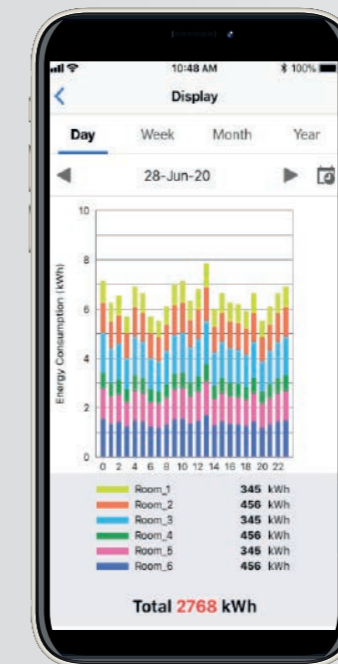 10:48 AM 100%
Display
Day Week Month Year
28-Jun-20
Energy Consumption (kWh)
10
8
6
4
2
0
0 2 4 6 8 10 12 14 16 18 20 22
Room_1 345 kWh
Room_2 456 kWh
Room_3 345 kWh
Room_4 456 kWh
Room_5 345 kWh
Room_6 456 kWh
Total 2768 kWh